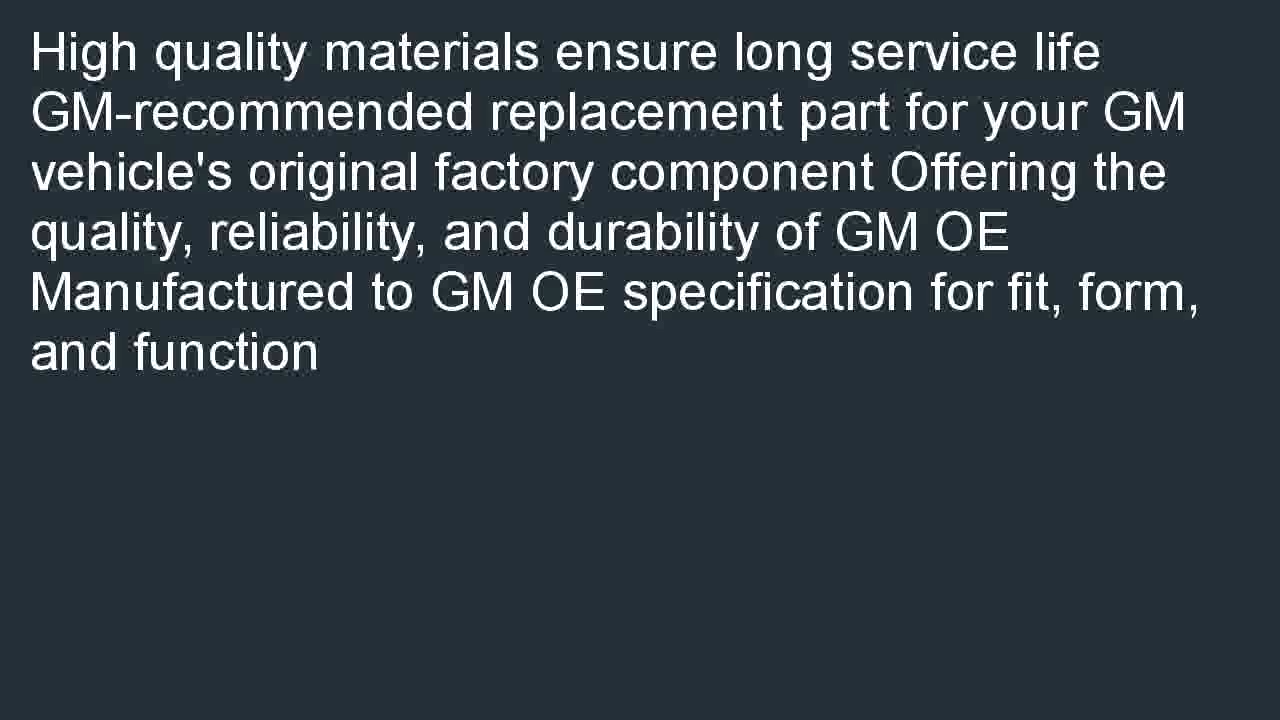 High quality materials ensure long service life
GM-recommended replacement part for your GM
vehicle's original factory component Offering the
quality, reliability, and durability of GM OE
Manufactured to GM OE specification for fit, form,
and function